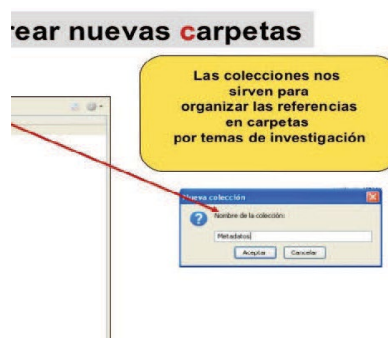 rear nuevas carpetas
Las colecciones nos
sirven para
organizar las referencias
en carpetas
por temas de investigación
Nueva colección
Nombre de la colección:
Metadatos
Aceptar Cancelar